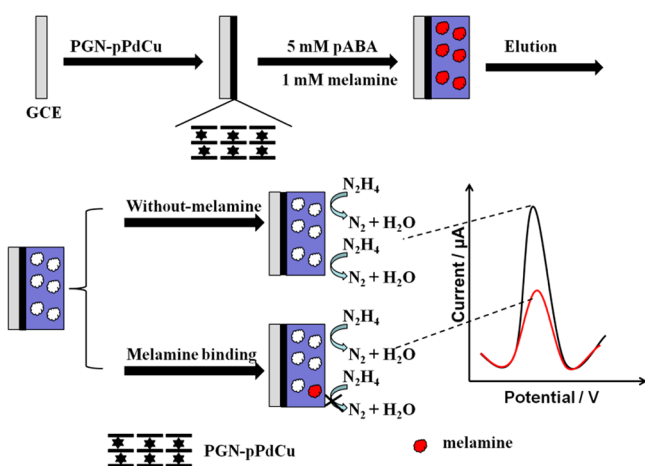 PGN-pPdCu
5 mM pABA
1 mM melamine
Elution
GCE
Without-melamine
N₂H₄
N₂ + H₂O
N₂H₄
N₂ + H₂O
Melamine binding
N₂H₄
N₂ + H₂O
N₂H₄
N₂ + H₂O
Current / µA
Potential / V
PGN-pPdCu
melamine